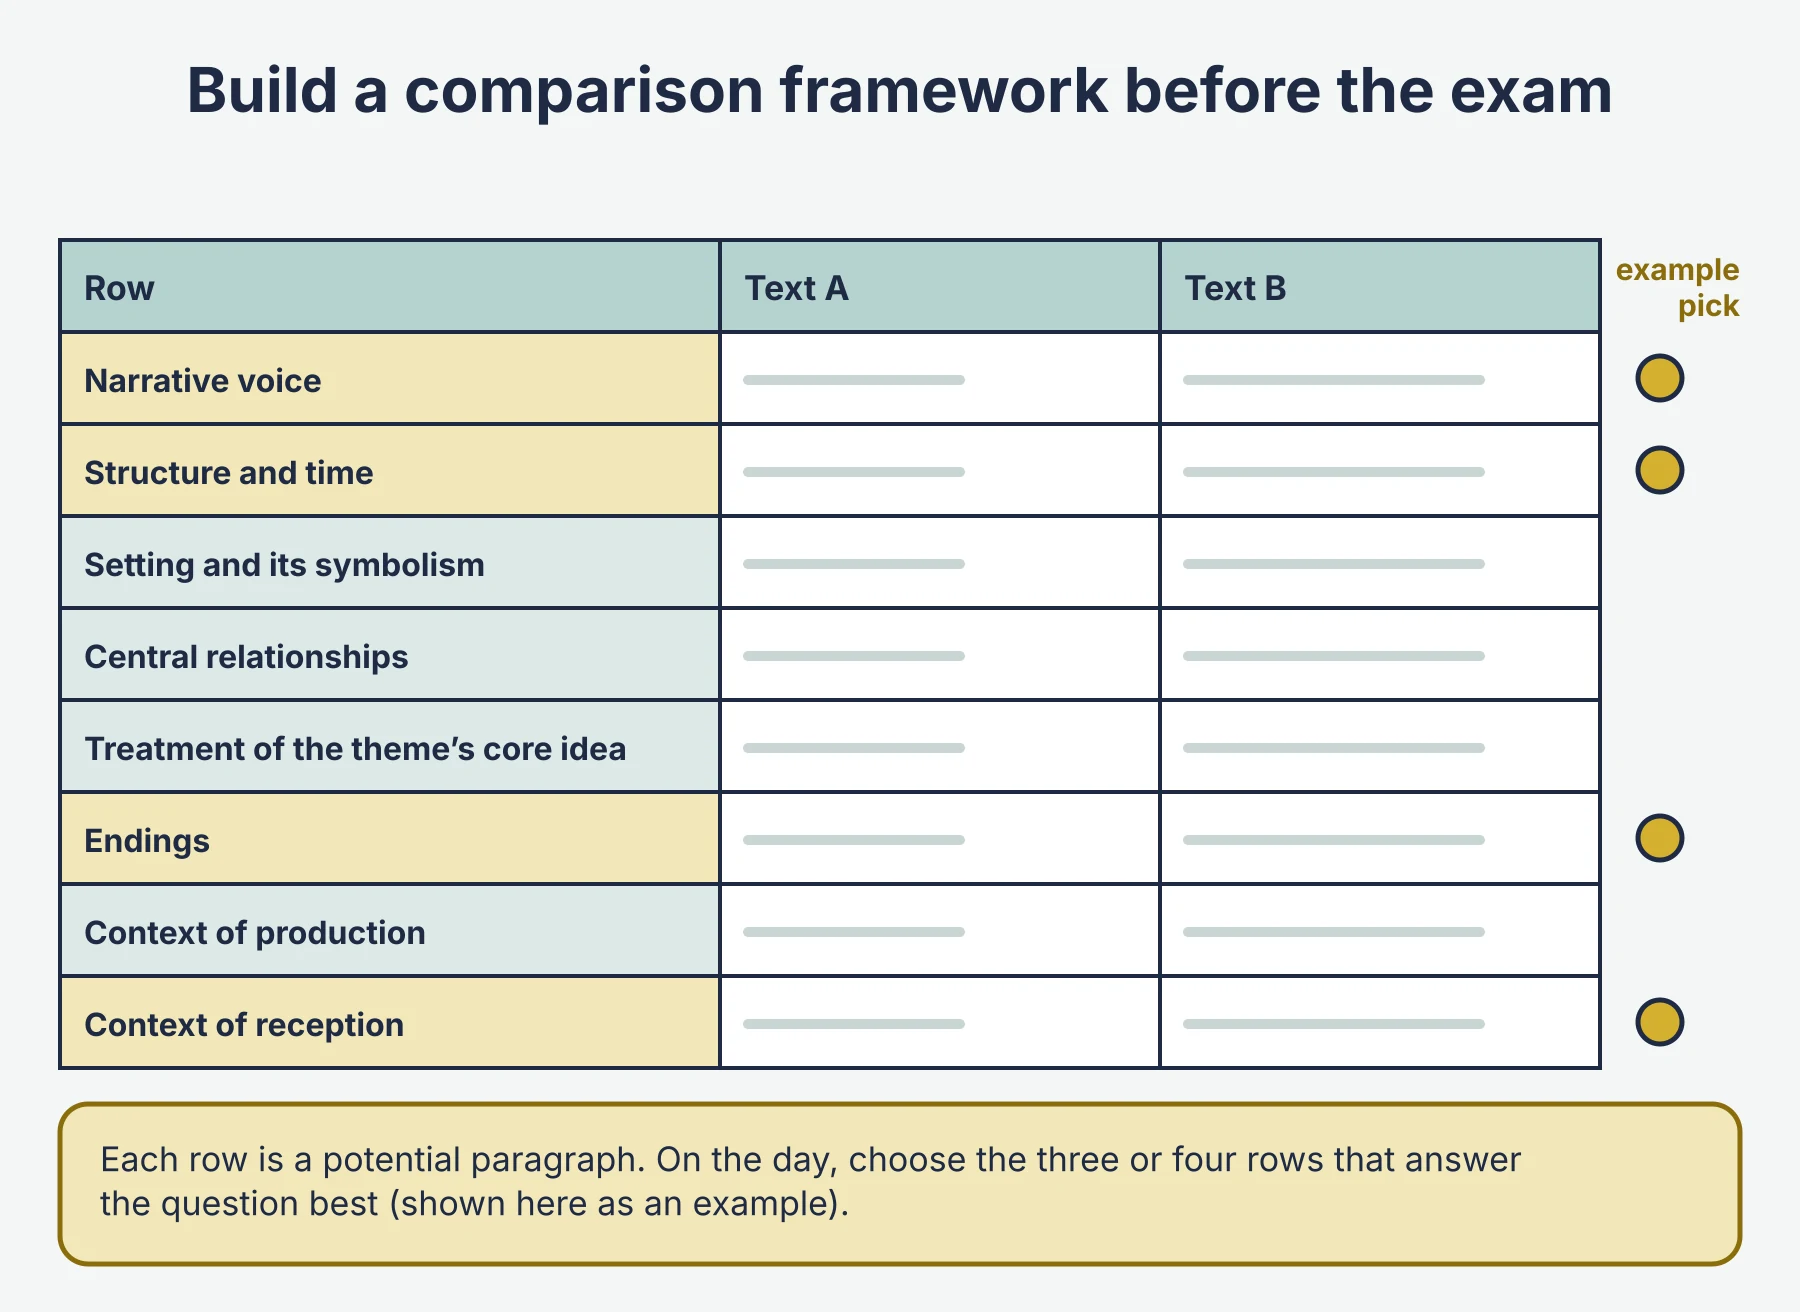 Build a comparison framework before the exam
Row
Text A
Text B
example
pick
Narrative voice
Structure and time
Setting and its symbolism
Central relationships
Treatment of the theme’s core idea
Endings
Context of production
Context of reception
Each row is a potential paragraph. On the day, choose the three or four rows that answer
the question best (shown here as an example).